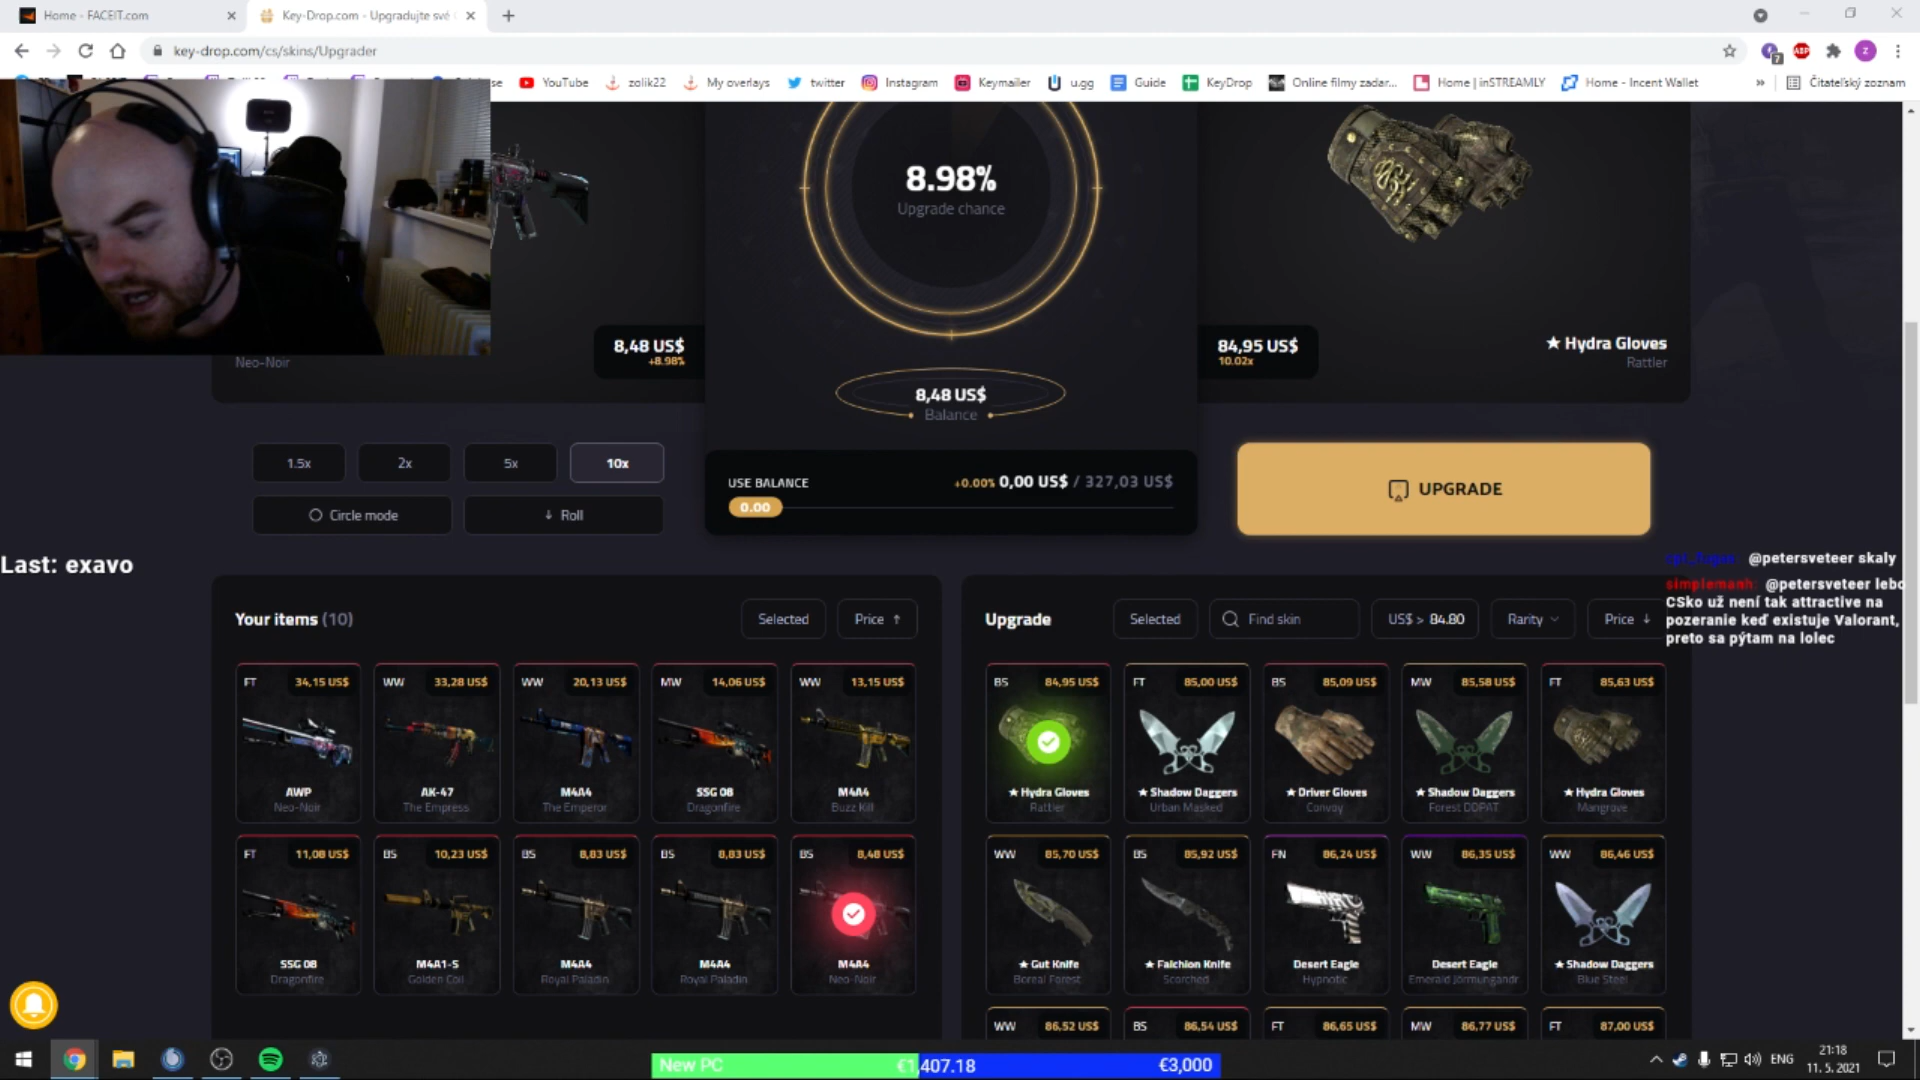 Home - FACEIT.com
Key-Drop.com - Upgradujte své
key-drop.com/cs/skins/Upgrader
YouTube
zolik22
My overlays
twitter
Instagram
Keymailer
u.gg
Guide
KeyDrop
Online filmy zadar...
Home | inSTREAMLY
Home - Incent Wallet
»
Čitateľský zoznam
8.98%
Upgrade chance
8,48 US$
+8.98%
Neo-Noir
84,95 US$
10.02x
★ Hydra Gloves
Rattler
8,48 US$
Balance
1.5x
2x
5x
10x
Circle mode
Roll
USE BALANCE
+0.00% 0,00 US$ / 327,03 US$
0.00
UPGRADE
Last: exavo
@petersveteer skaly
simplemanh: @petersveteer lebo
CSko už není tak attractive na
pozeranie keď existuje Valorant,
preto sa pýtam na lolec
Your items (10)
Selected
Price ↑
Upgrade
Selected
Find skin
US$ > 84.80
Rarity
Price ↓
FT 34,15 US$
WW 33,28 US$
WW 20,13 US$
MW 14,06 US$
WW 13,15 US$
AWP
Neo-Noir
AK-47
The Empress
M4A4
The Emperor
SSG 08
Dragonfire
M4A4
Buzz Kill
FT 11,08 US$
BS 10,23 US$
BS 8,83 US$
BS 8,83 US$
BS 8,48 US$
SSG 08
Dragonfire
M4A1-S
Golden Coil
M4A4
Royal Paladin
M4A4
Royal Paladin
M4A4
Neo-Noir
BS 84,95 US$
FT 85,00 US$
BS 85,09 US$
MW 85,58 US$
FT 85,63 US$
★ Hydra Gloves
Rattler
★ Shadow Daggers
Urban Masked
★ Driver Gloves
Convoy
★ Shadow Daggers
Forest DDPAT
★ Hydra Gloves
Mangrove
WW 85,70 US$
BS 85,92 US$
FN 86,24 US$
WW 86,35 US$
WW 86,46 US$
★ Gut Knife
Boreal Forest
★ Falchion Knife
Scorched
Desert Eagle
Hypnotic
Desert Eagle
Emerald Jörmungandr
★ Shadow Daggers
Blue Steel
WW 86,52 US$
BS 86,54 US$
FT 86,65 US$
MW 86,77 US$
FT 87,00 US$
New PC
€1,407.18
€3,000
ENG
21:18
11. 5. 2021